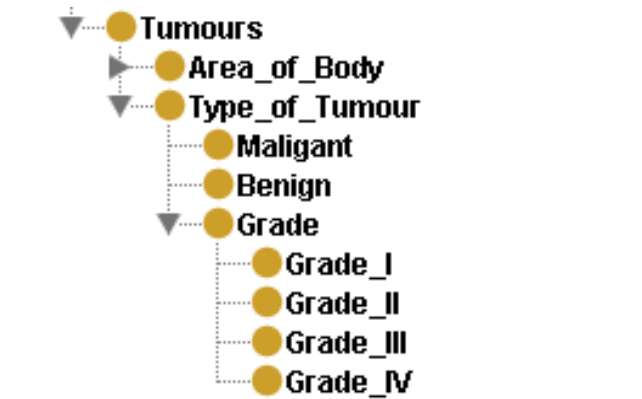 Tumours
Area_of_Body
Type_of_Tumour
Maligant
Benign
Grade
Grade_I
Grade_II
Grade_III
Grade_IV